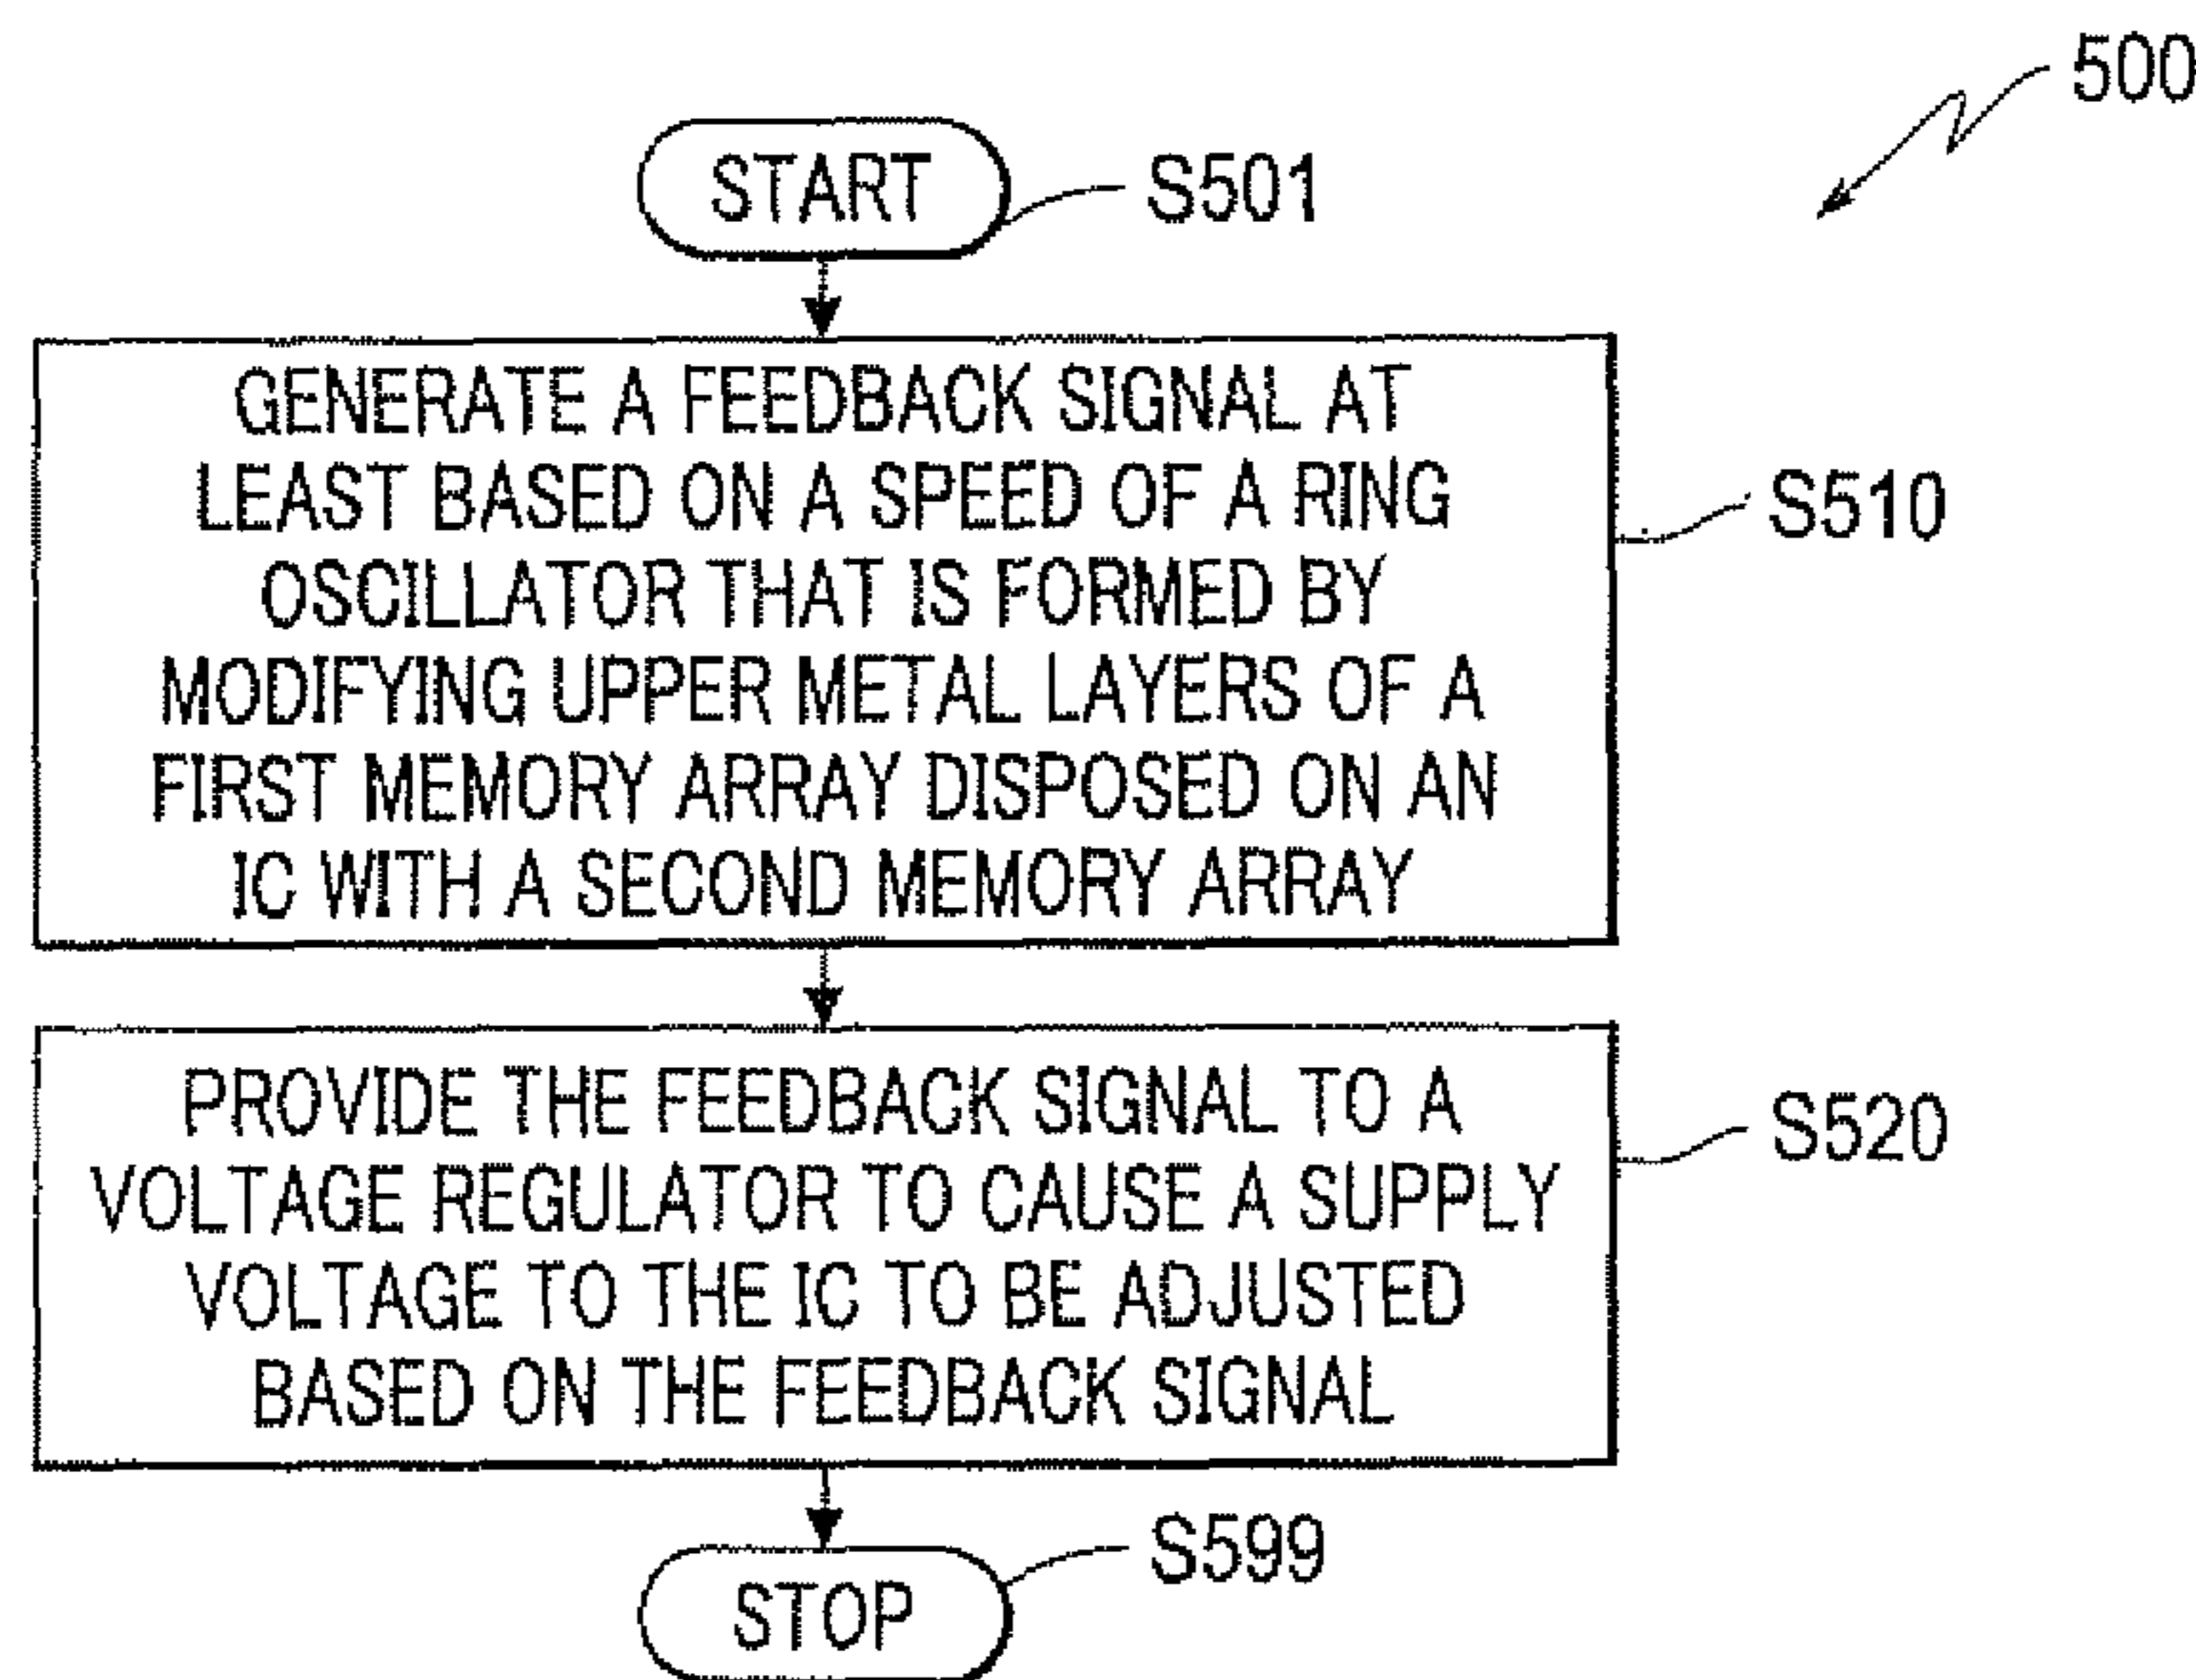 500
START
S501
GENERATE A FEEDBACK SIGNAL AT
LEAST BASED ON A SPEED OF A RING
OSCILLATOR THAT IS FORMED BY
MODIFYING UPPER METAL LAYERS OF A
FIRST MEMORY ARRAY DISPOSED ON AN
IC WITH A SECOND MEMORY ARRAY
S510
PROVIDE THE FEEDBACK SIGNAL TO A
VOLTAGE REGULATOR TO CAUSE A SUPPLY
VOLTAGE TO THE IC TO BE ADJUSTED
BASED ON THE FEEDBACK SIGNAL
S520
STOP
S599